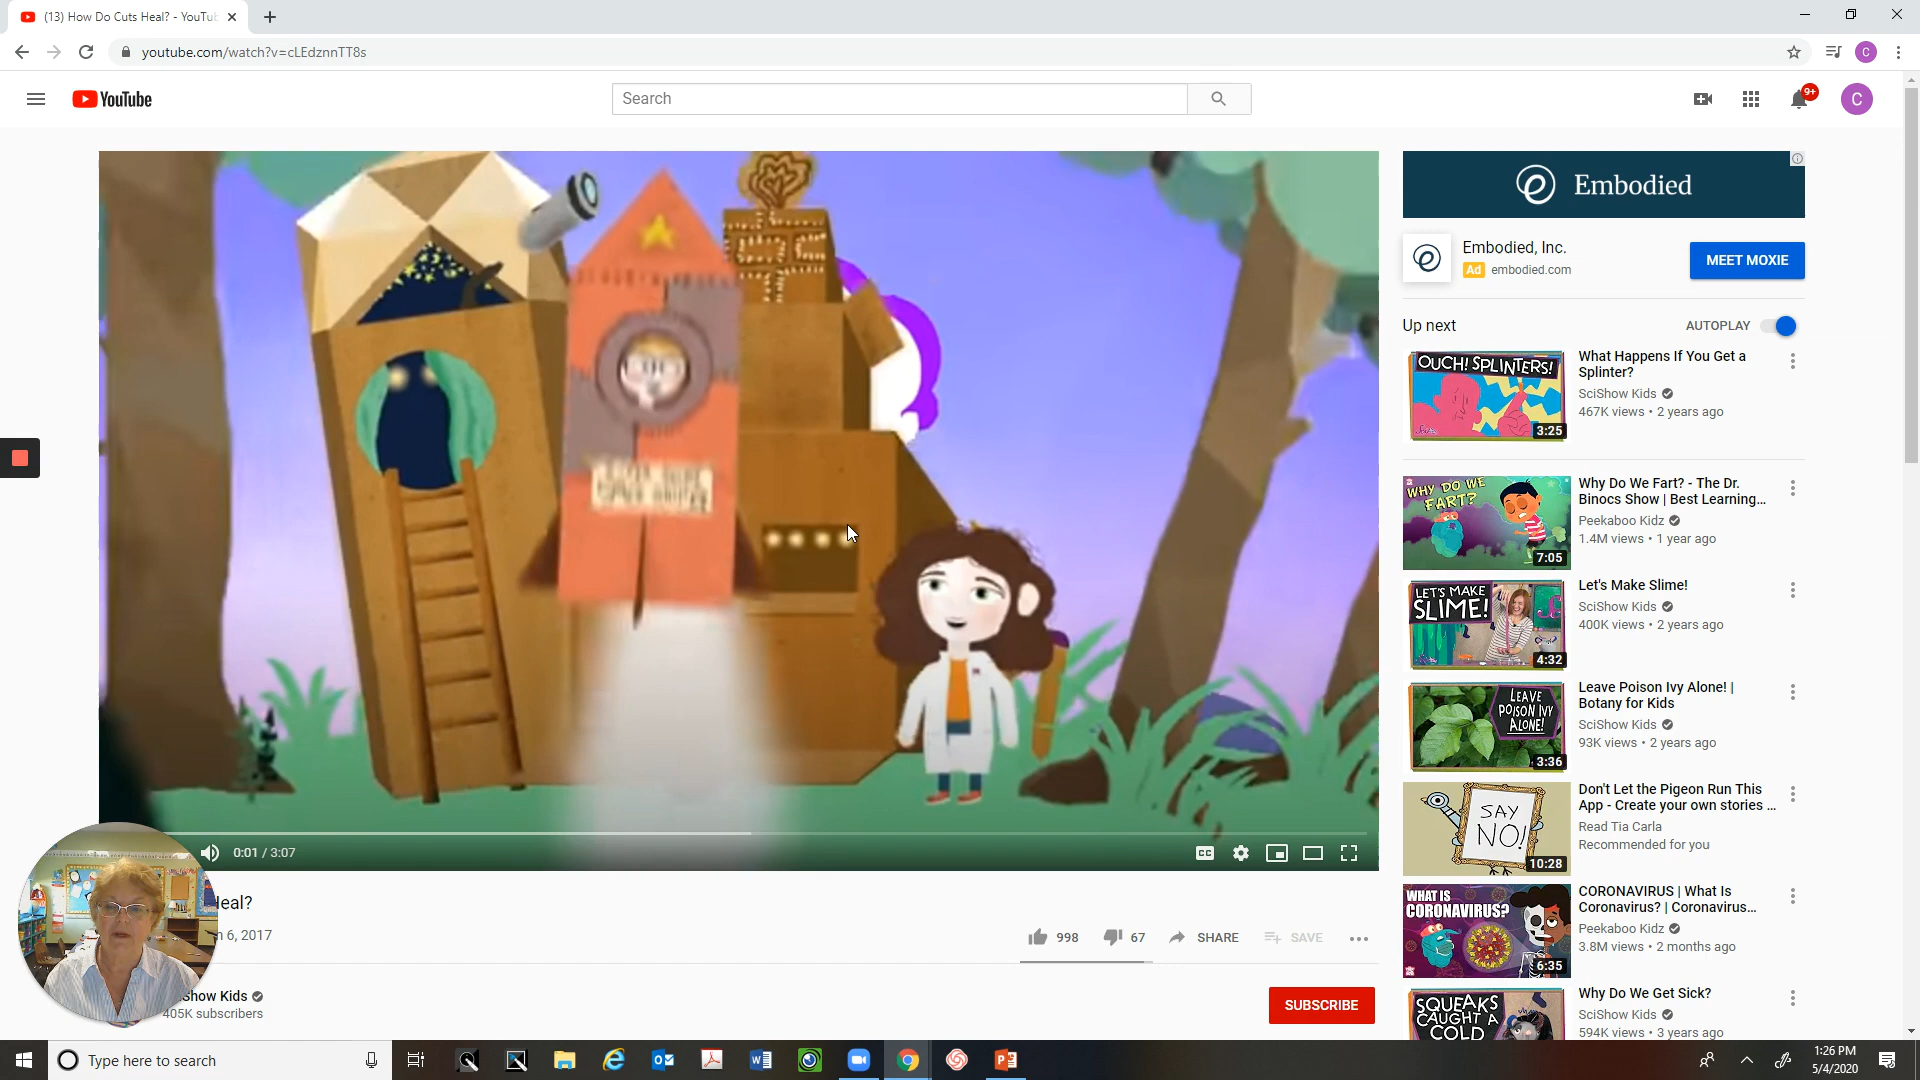 (13) How Do Cuts Heal? - YouTu
youtube.com/watch?v=cLEdznnTT8s
YouTube
Search
9+
C
C
Embodied
Embodied, Inc.
Ad embodied.com
MEET MOXIE
Up next
AUTOPLAY
OUCH! SPLINTERS!
3:25
What Happens If You Get a
Splinter?
SciShow Kids
467K views • 2 years ago
WHY DO WE
FART?
7:05
Why Do We Fart? - The Dr.
Binocs Show | Best Learning...
Peekaboo Kidz
1.4M views • 1 year ago
LET'S MAKE
SLIME!
4:32
Let's Make Slime!
SciShow Kids
400K views • 2 years ago
LEAVE
POISON IVY
ALONE!
3:36
Leave Poison Ivy Alone! |
Botany for Kids
SciShow Kids
93K views • 2 years ago
SAY
NO!
10:28
Don't Let the Pigeon Run This
App - Create your own stories ...
Read Tia Carla
Recommended for you
WHAT IS
CORONAVIRUS?
6:35
CORONAVIRUS | What Is
Coronavirus? | Coronavirus...
Peekaboo Kidz
3.8M views • 2 months ago
SQUEAKS
CAUGHT A
COLD
Why Do We Get Sick?
SciShow Kids
594K views • 3 years ago
0:01 / 3:07
CC
Heal?
n 6, 2017
998
67
SHARE
SAVE
Show Kids
405K subscribers
SUBSCRIBE
Type here to search
1:26 PM
5/4/2020